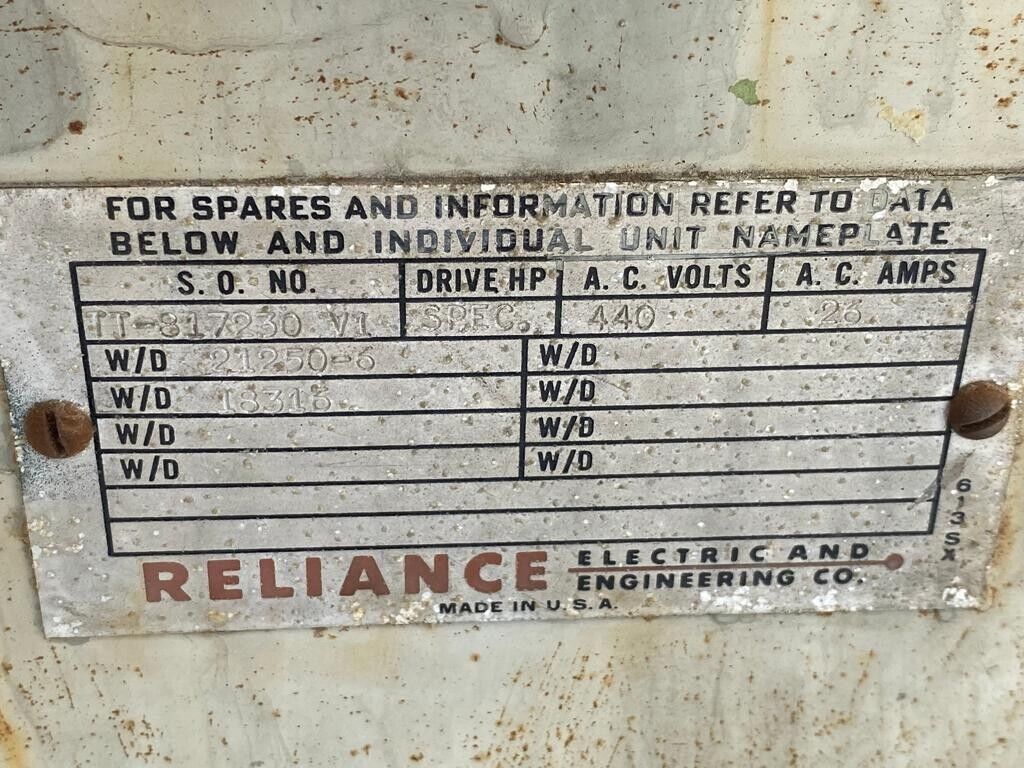 FOR SPARES AND INFORMATION REFER TO DATA
BELOW AND INDIVIDUAL UNIT NAMEPLATE
S. O. NO. DRIVE HP A. C. VOLTS A. C. AMPS
TT-817230 V1 SPEC. 440 26
W/D 21250-6 W/D
W/D 18318 W/D
W/D W/D
W/D W/D
613SX
RELIANCE ELECTRIC AND
ENGINEERING CO.
MADE IN U.S.A.